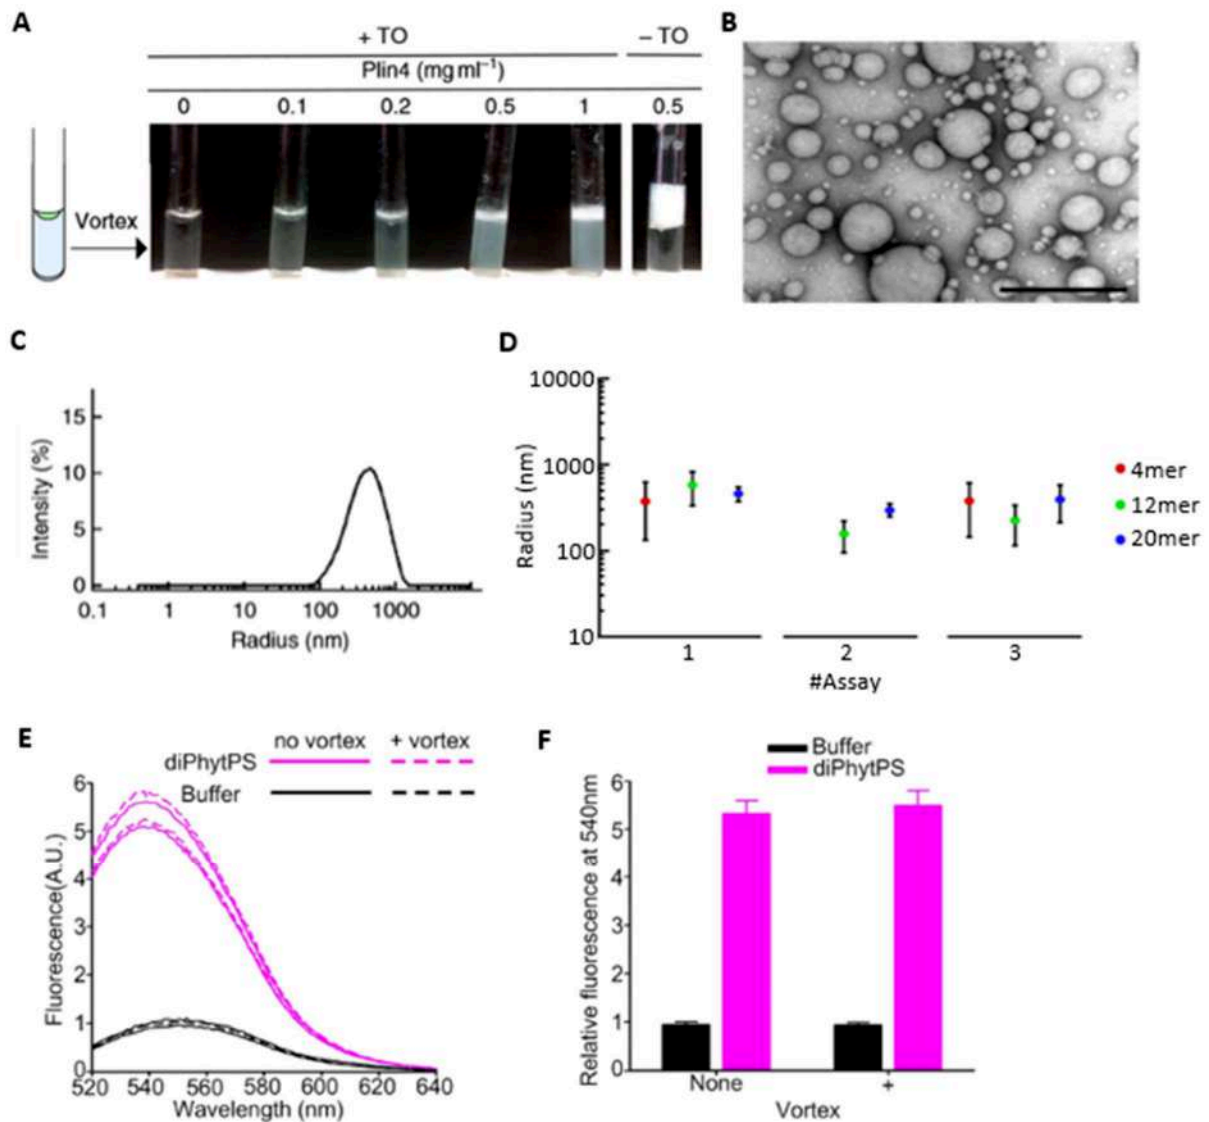 A
+ TO
– TO
Plin4 (mg ml⁻¹)
0 0.1 0.2 0.5 1 0.5
Vortex
B
C
Intensity (%)
15
10
5
0
0.1 1 10 100 1000
Radius (nm)
D
Radius (nm)
10000
1000
100
10
1 2 3
#Assay
4mer
12mer
20mer
E
no vortex + vortex
diPhytPS
Buffer
Fluorescence(A.U.)
6
5
4
3
2
1
0
520 540 560 580 600 620 640
Wavelength (nm)
F
Buffer
diPhytPS
Relative fluorescence at 540nm
6
5
4
3
2
1
0
None +
Vortex